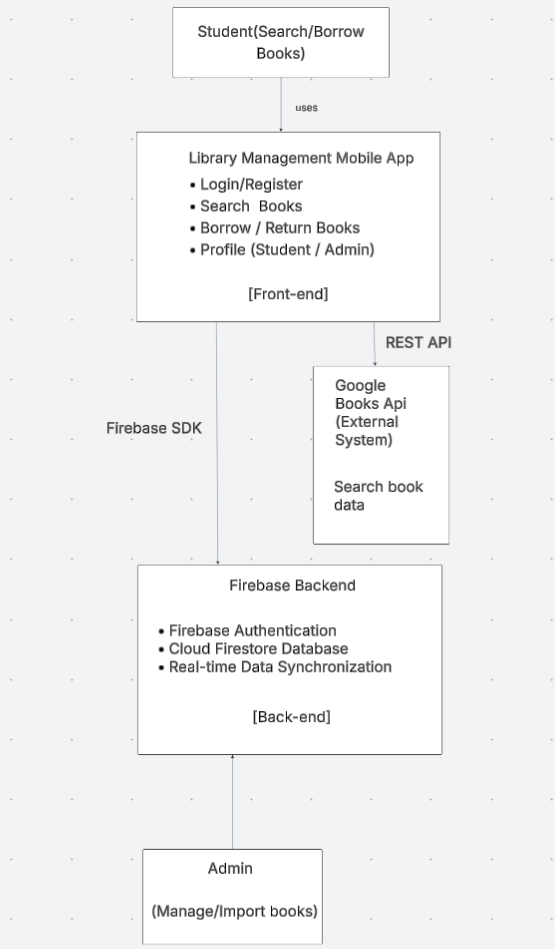 Student(Search/Borrow
Books)
uses
Library Management Mobile App
• Login/Register
• Search  Books
• Borrow / Return Books
• Profile (Student / Admin)
[Front-end]
REST API
Google
Books Api
(External
System)
Search book
data
Firebase SDK
Firebase Backend
• Firebase Authentication
• Cloud Firestore Database
• Real-time Data Synchronization
[Back-end]
Admin
(Manage/Import books)